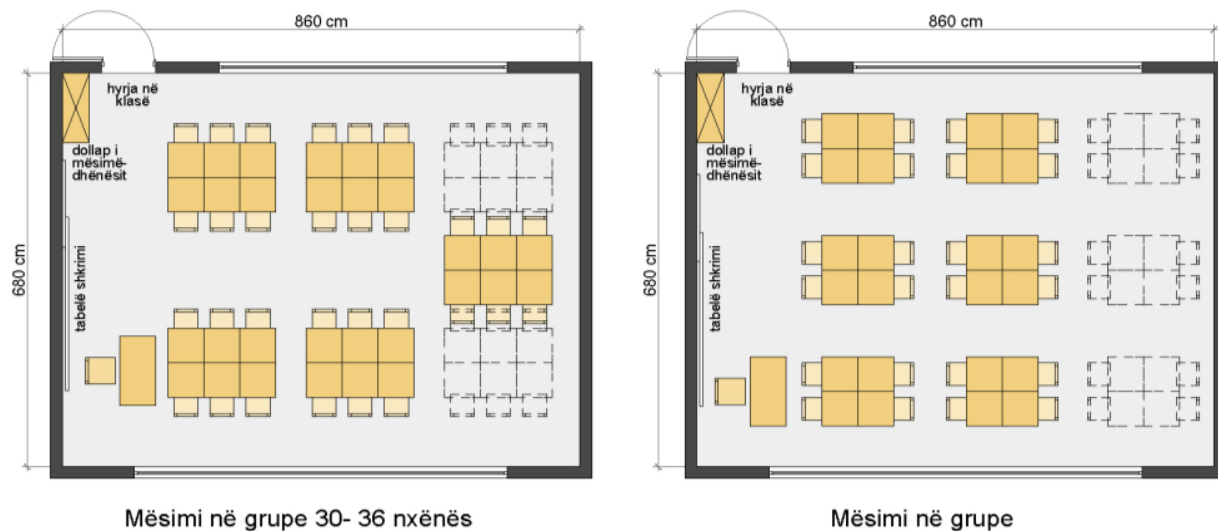 860 cm
hyrja në
klasë
dollap i
mësimë-
dhënësit
680 cm
tabelë shkrimi
Mësimi në grupe 30- 36 nxënës
860 cm
hyrja në
klasë
dollap i
mësimë-
dhënësit
680 cm
tabelë shkrimi
Mësimi në grupe